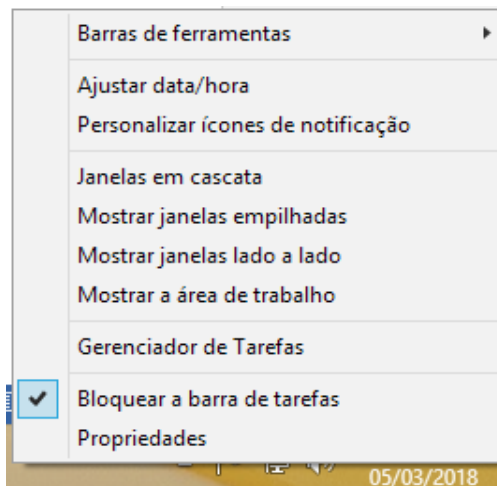 Barras de ferramentas
Ajustar data/hora
Personalizar ícones de notificação
Janelas em cascata
Mostrar janelas empilhadas
Mostrar janelas lado a lado
Mostrar a área de trabalho
Gerenciador de Tarefas
Bloquear a barra de tarefas
Propriedades
05/03/2018